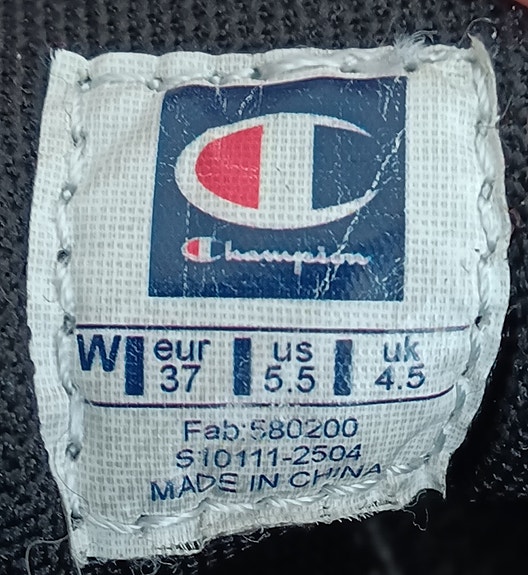 Champion
W eur us uk
37 5.5 4.5
Fab:580200
S10111-2504
MADE IN CHINA